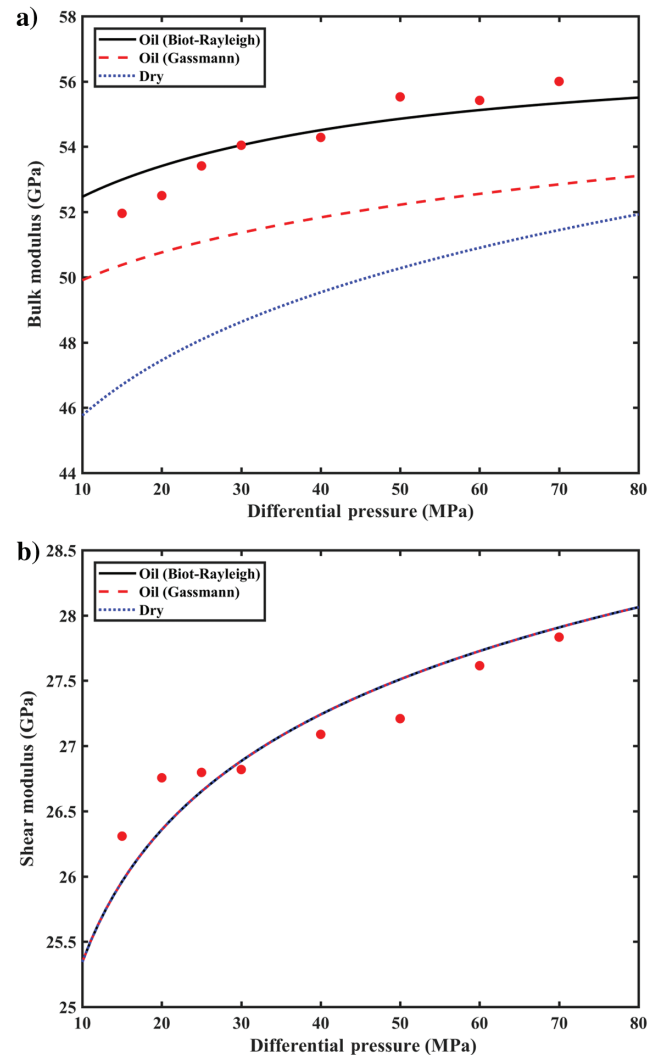 a)
58
56
54
52
50
48
46
44
Bulk modulus (GPa)
Oil (Biot-Rayleigh)
Oil (Gassmann)
Dry
10 20 30 40 50 60 70 80
Differential pressure (MPa)
b)
28.5
28
27.5
27
26.5
26
25.5
25
Shear modulus (GPa)
Oil (Biot-Rayleigh)
Oil (Gassmann)
Dry
10 20 30 40 50 60 70 80
Differential pressure (MPa)